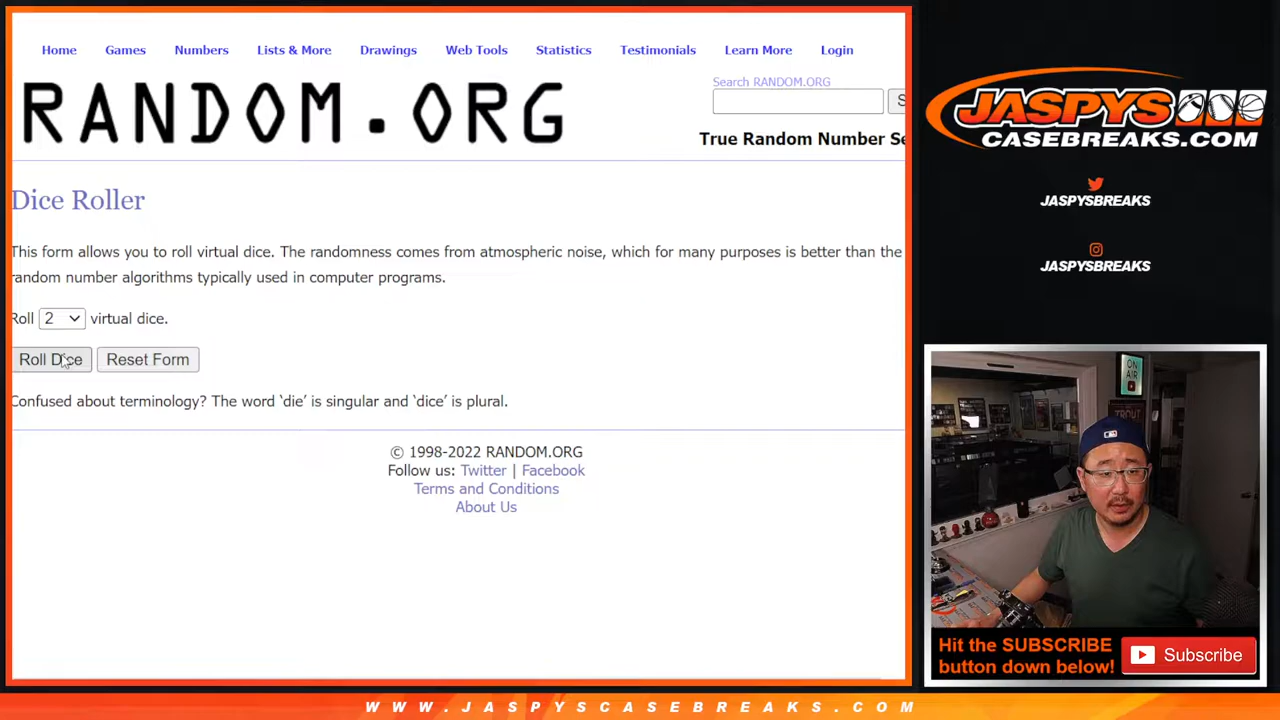 Home Games Numbers Lists & More Drawings Web Tools Statistics Testimonials Learn More Login
Search RANDOM.ORG
RANDOM.ORG
S
True Random Number Se
Dice Roller
This form allows you to roll virtual dice. The randomness comes from atmospheric noise, which for many purposes is better than the
random number algorithms typically used in computer programs.
Roll 2 virtual dice.
Roll Dice Reset Form
Confused about terminology? The word ‘die’ is singular and ‘dice’ is plural.
© 1998-2022 RANDOM.ORG
Follow us: Twitter | Facebook
Terms and Conditions
About Us
JASPYS
CASEBREAKS.COM
JASPYSBREAKS
JASPYSBREAKS
ON
AIR
TROUT
Hit the SUBSCRIBE
button down below!
Subscribe
WWW.JASPYSCASEBREAKS.COM